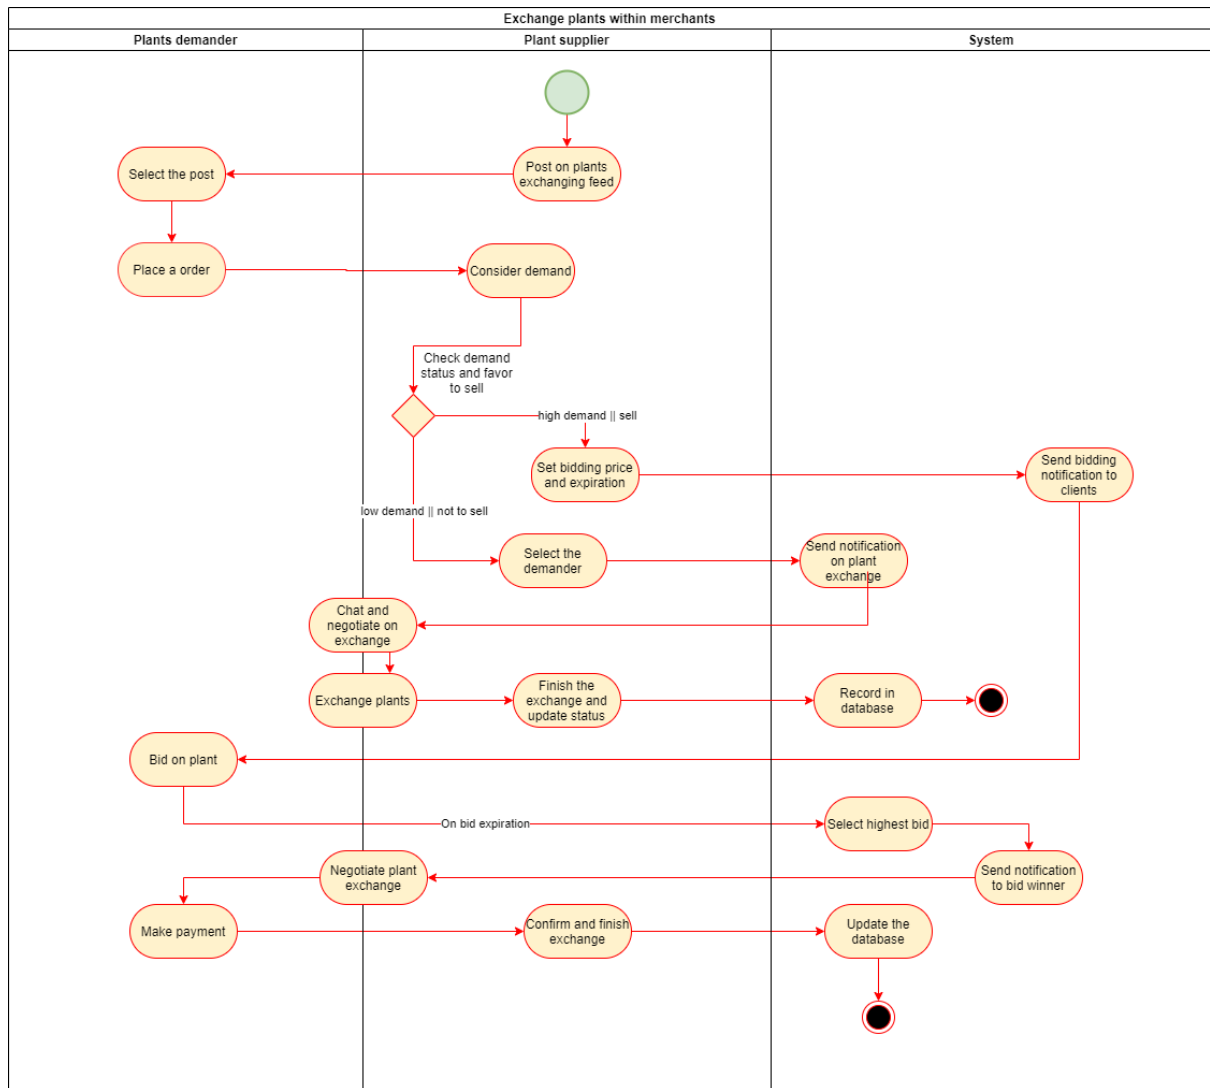 Exchange plants within merchants
Plants demander
Plant supplier
System
Post on plants
exchanging feed
Select the post
Place a order
Consider demand
Check demand
status and favor
to sell
high demand || sell
Set bidding price
and expiration
Send bidding
notification to
clients
low demand || not to sell
Select the
demander
Send notification
on plant
exchange
Chat and
negotiate on
exchange
Exchange plants
Finish the
exchange and
update status
Record in
database
Bid on plant
On bid expiration
Select highest bid
Negotiate plant
exchange
Send notification
to bid winner
Make payment
Confirm and finish
exchange
Update the
database